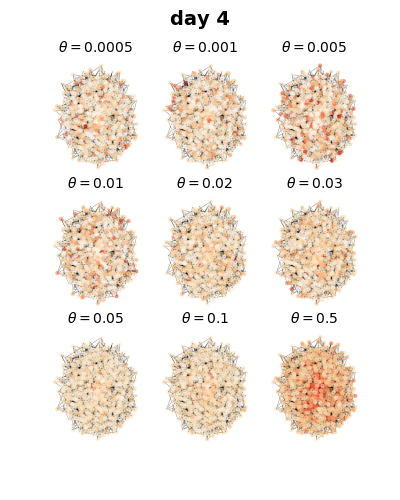 day 4
θ = 0.0005
θ = 0.001
θ = 0.005
θ = 0.01
θ = 0.02
θ = 0.03
θ = 0.05
θ = 0.1
θ = 0.5